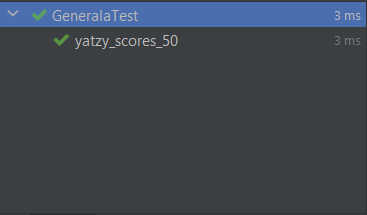 GeneralaTest 3 ms
yatzy_scores_50 3 ms